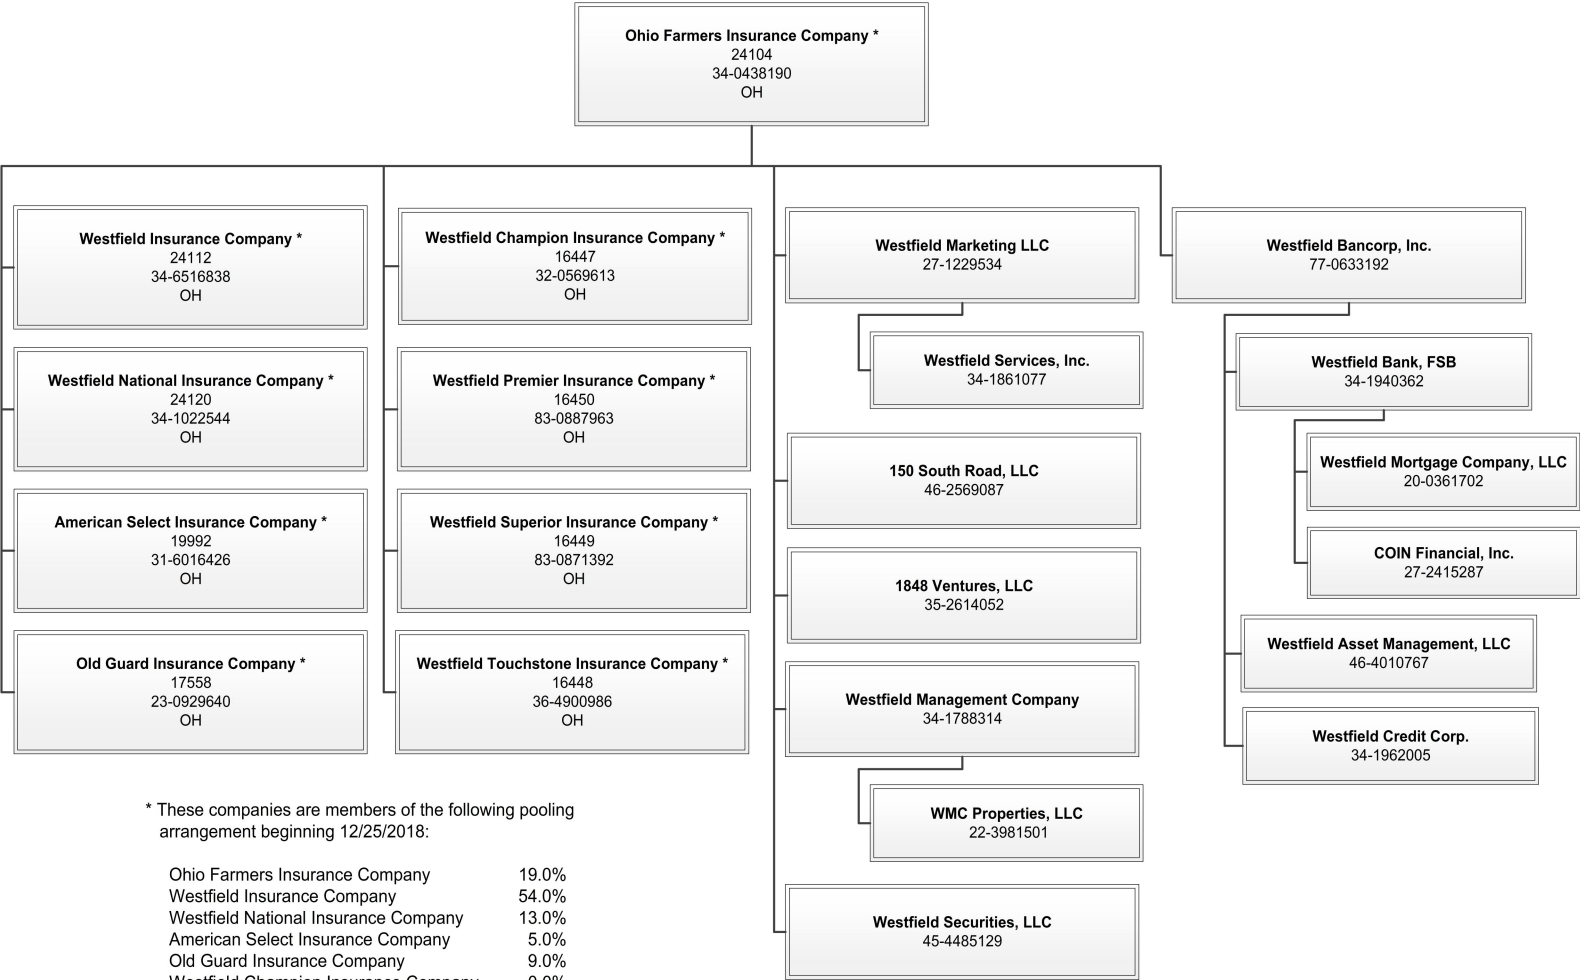 Ohio Farmers Insurance Company *
24104
34-0438190
OH
Westfield Insurance Company *
24112
34-6516838
OH
Westfield National Insurance Company *
24120
34-1022544
OH
American Select Insurance Company *
19992
31-6016426
OH
Old Guard Insurance Company *
17558
23-0929640
OH
Westfield Champion Insurance Company *
16447
32-0569613
OH
Westfield Premier Insurance Company *
16450
83-0887963
OH
Westfield Superior Insurance Company *
16449
83-0871392
OH
Westfield Touchstone Insurance Company *
16448
36-4900986
OH
Westfield Marketing LLC
27-1229534
Westfield Services, Inc.
34-1861077
150 South Road, LLC
46-2569087
1848 Ventures, LLC
35-2614052
Westfield Management Company
34-1788314
WMC Properties, LLC
22-3981501
Westfield Securities, LLC
45-4485129
Westfield Bancorp, Inc.
77-0633192
Westfield Bank, FSB
34-1940362
Westfield Mortgage Company, LLC
20-0361702
COIN Financial, Inc.
27-2415287
Westfield Asset Management, LLC
46-4010767
Westfield Credit Corp.
34-1962005
* These companies are members of the following pooling
arrangement beginning 12/25/2018:
Ohio Farmers Insurance Company 19.0%
Westfield Insurance Company 54.0%
Westfield National Insurance Company 13.0%
American Select Insurance Company 5.0%
Old Guard Insurance Company 9.0%
Westfield Champion Insurance Company 0.0%